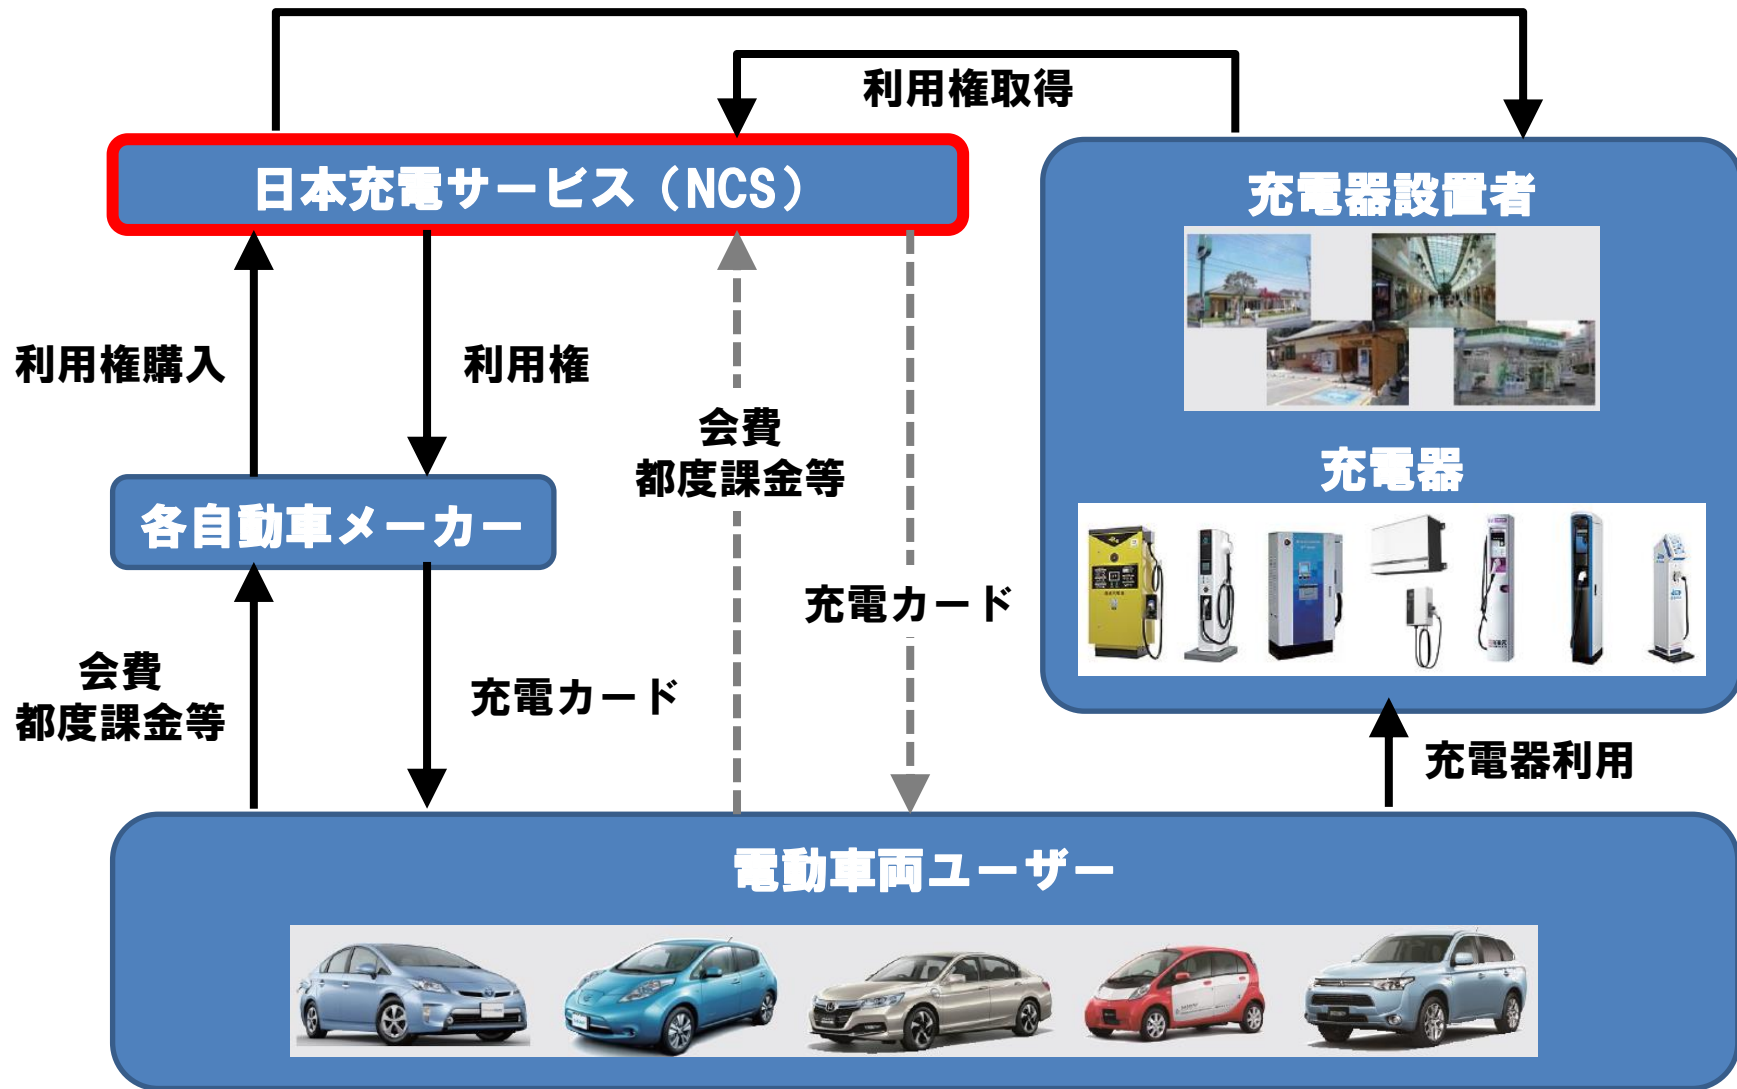 利用権取得
日本充電サービス（NCS）
充電器設置者
利用権購入
利用権
会費
都度課金等
充電器
各自動車メーカー
充電カード
会費
都度課金等
充電カード
充電器利用
電動車両ユーザー